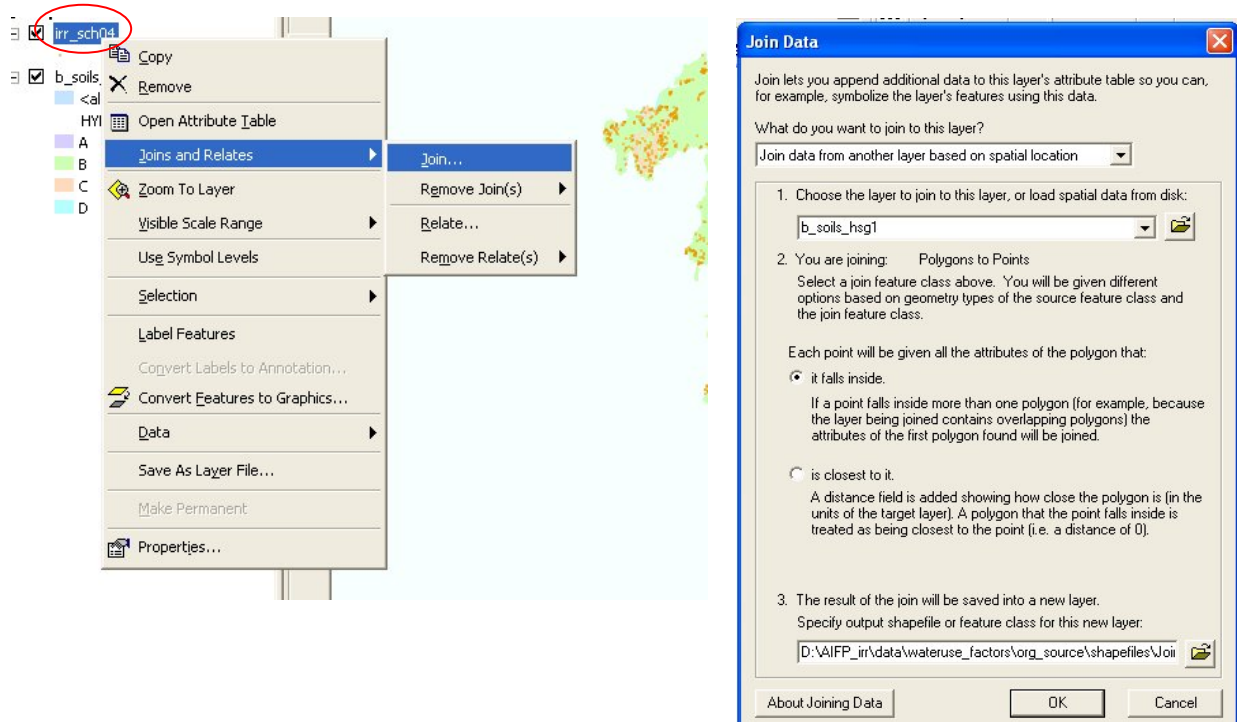 irr_sch04
b_soils_
<al
HYI
A
B
C
D
Copy
Remove
Open Attribute Table
Joins and Relates
Zoom To Layer
Visible Scale Range
Use Symbol Levels
Selection
Label Features
Convert Labels to Annotation...
Convert Features to Graphics...
Data
Save As Layer File...
Make Permanent
Properties...
Join...
Remove Join(s)
Relate...
Remove Relate(s)
Join Data
Join lets you append additional data to this layer's attribute table so you can,
for example, symbolize the layer's features using this data.
What do you want to join to this layer?
Join data from another layer based on spatial location
1. Choose the layer to join to this layer, or load spatial data from disk:
b_soils_hsg1
2. You are joining: Polygons to Points
Select a join feature class above. You will be given different
options based on geometry types of the source feature class and
the join feature class.
Each point will be given all the attributes of the polygon that:
it falls inside.
If a point falls inside more than one polygon (for example, because
the layer being joined contains overlapping polygons) the
attributes of the first polygon found will be joined.
is closest to it.
A distance field is added showing how close the polygon is (in the
units of the target layer). A polygon that the point falls inside is
treated as being closest to the point (i.e. a distance of 0).
3. The result of the join will be saved into a new layer.
Specify output shapefile or feature class for this new layer:
D:\AIFP_irr\data\wateruse_factors\org_source\shapefiles\Joi
About Joining Data
OK
Cancel